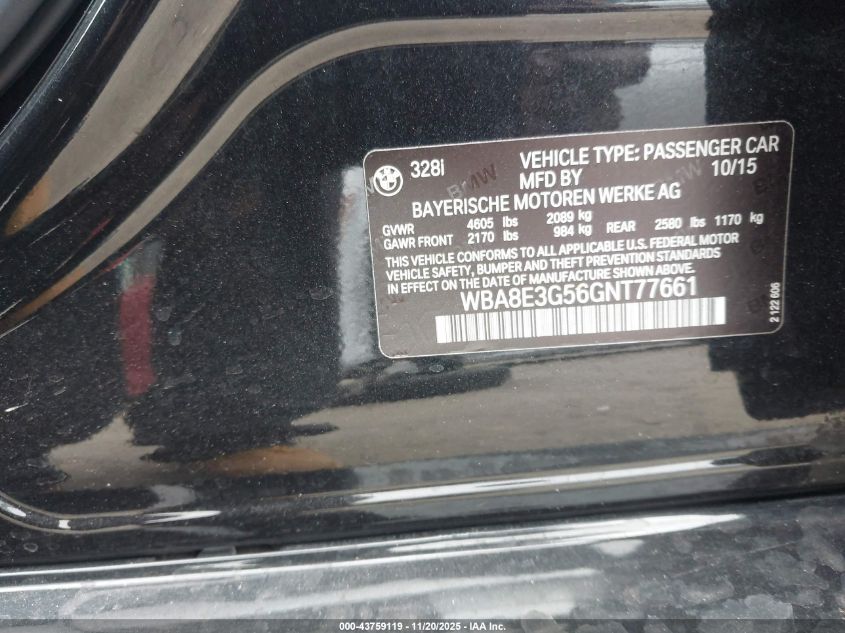 328i
VEHICLE TYPE: PASSENGER CAR
MFD BY 10/15
BAYERISCHE MOTOREN WERKE AG
GVWR 4605 lbs 2089 kg
GAWR FRONT 2170 lbs 984 kg REAR 2580 lbs 1170 kg
THIS VEHICLE CONFORMS TO ALL APPLICABLE U.S. FEDERAL MOTOR
VEHICLE SAFETY, BUMPER AND THEFT PREVENTION STANDARDS
IN EFFECT ON THE DATE OF MANUFACTURE SHOWN ABOVE.
WBA8E3G56GNT77661
2 122 606
000-43759119 - 11/20/2025 - IAA Inc.